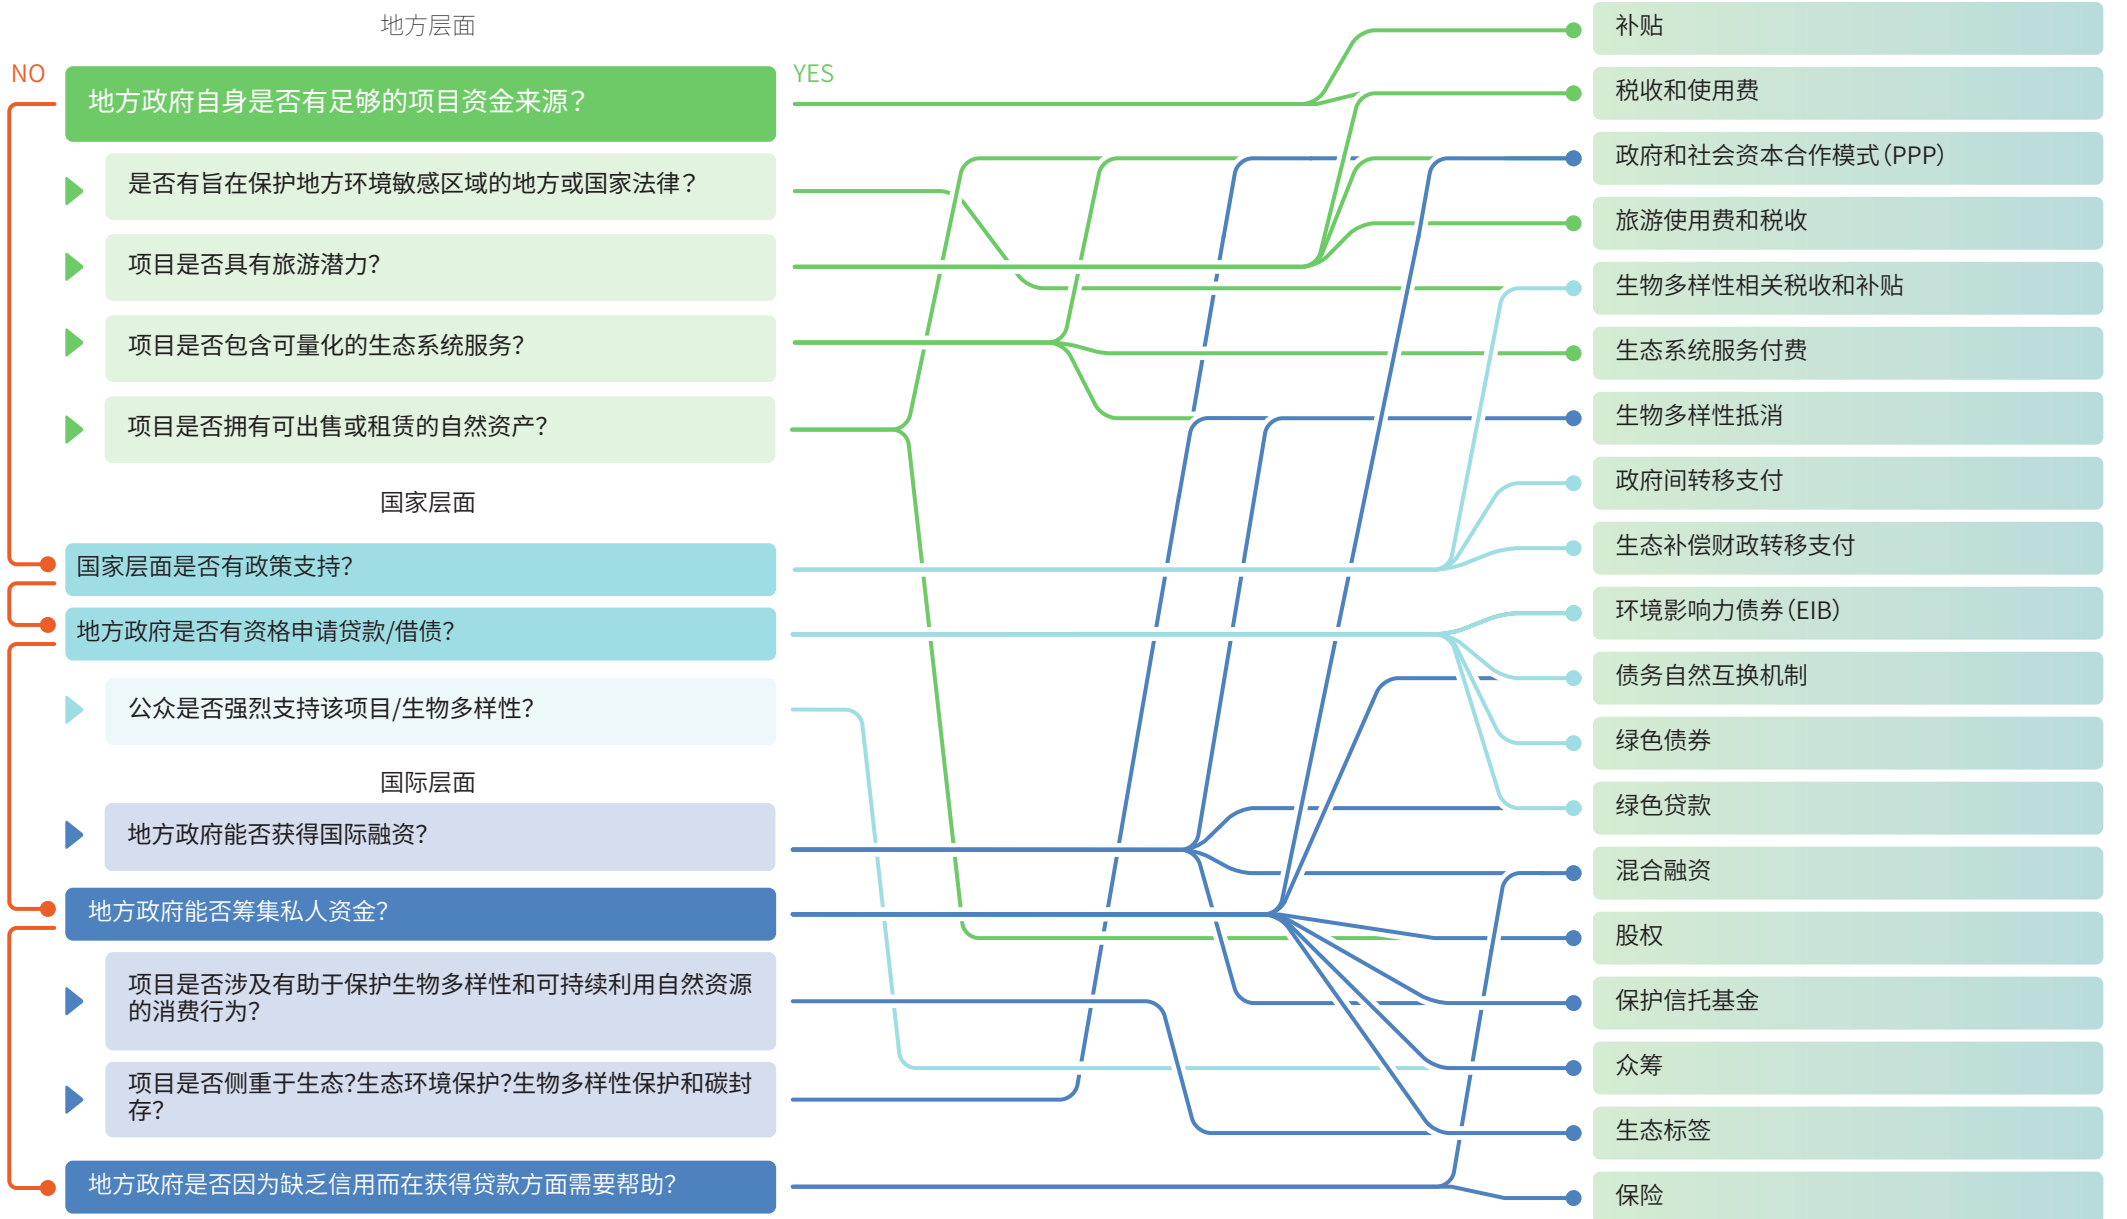 地方层面
NO
YES
地方政府自身是否有足够的项目资金来源？
是否有旨在保护地方环境敏感区域的地方或国家法律？
项目是否具有旅游潜力？
项目是否包含可量化的生态系统服务？
项目是否拥有可出售或租赁的自然资产？
国家层面
国家层面是否有政策支持？
地方政府是否有资格申请贷款/借债？
公众是否强烈支持该项目/生物多样性？
国际层面
地方政府能否获得国际融资？
地方政府能否筹集私人资金？
项目是否涉及有助于保护生物多样性和可持续利用自然资源
的消费行为？
项目是否侧重于生态？生态环境保护？生物多样性保护和碳封
存？
地方政府是否因为缺乏信用而在获得贷款方面需要帮助？
补贴
税收和使用费
政府和社会资本合作模式（PPP）
旅游使用费和税收
生物多样性相关税收和补贴
生态系统服务付费
生物多样性抵消
政府间转移支付
生态补偿财政转移支付
环境影响力债券（EIB）
债务自然互换机制
绿色债券
绿色贷款
混合融资
股权
保护信托基金
众筹
生态标签
保险